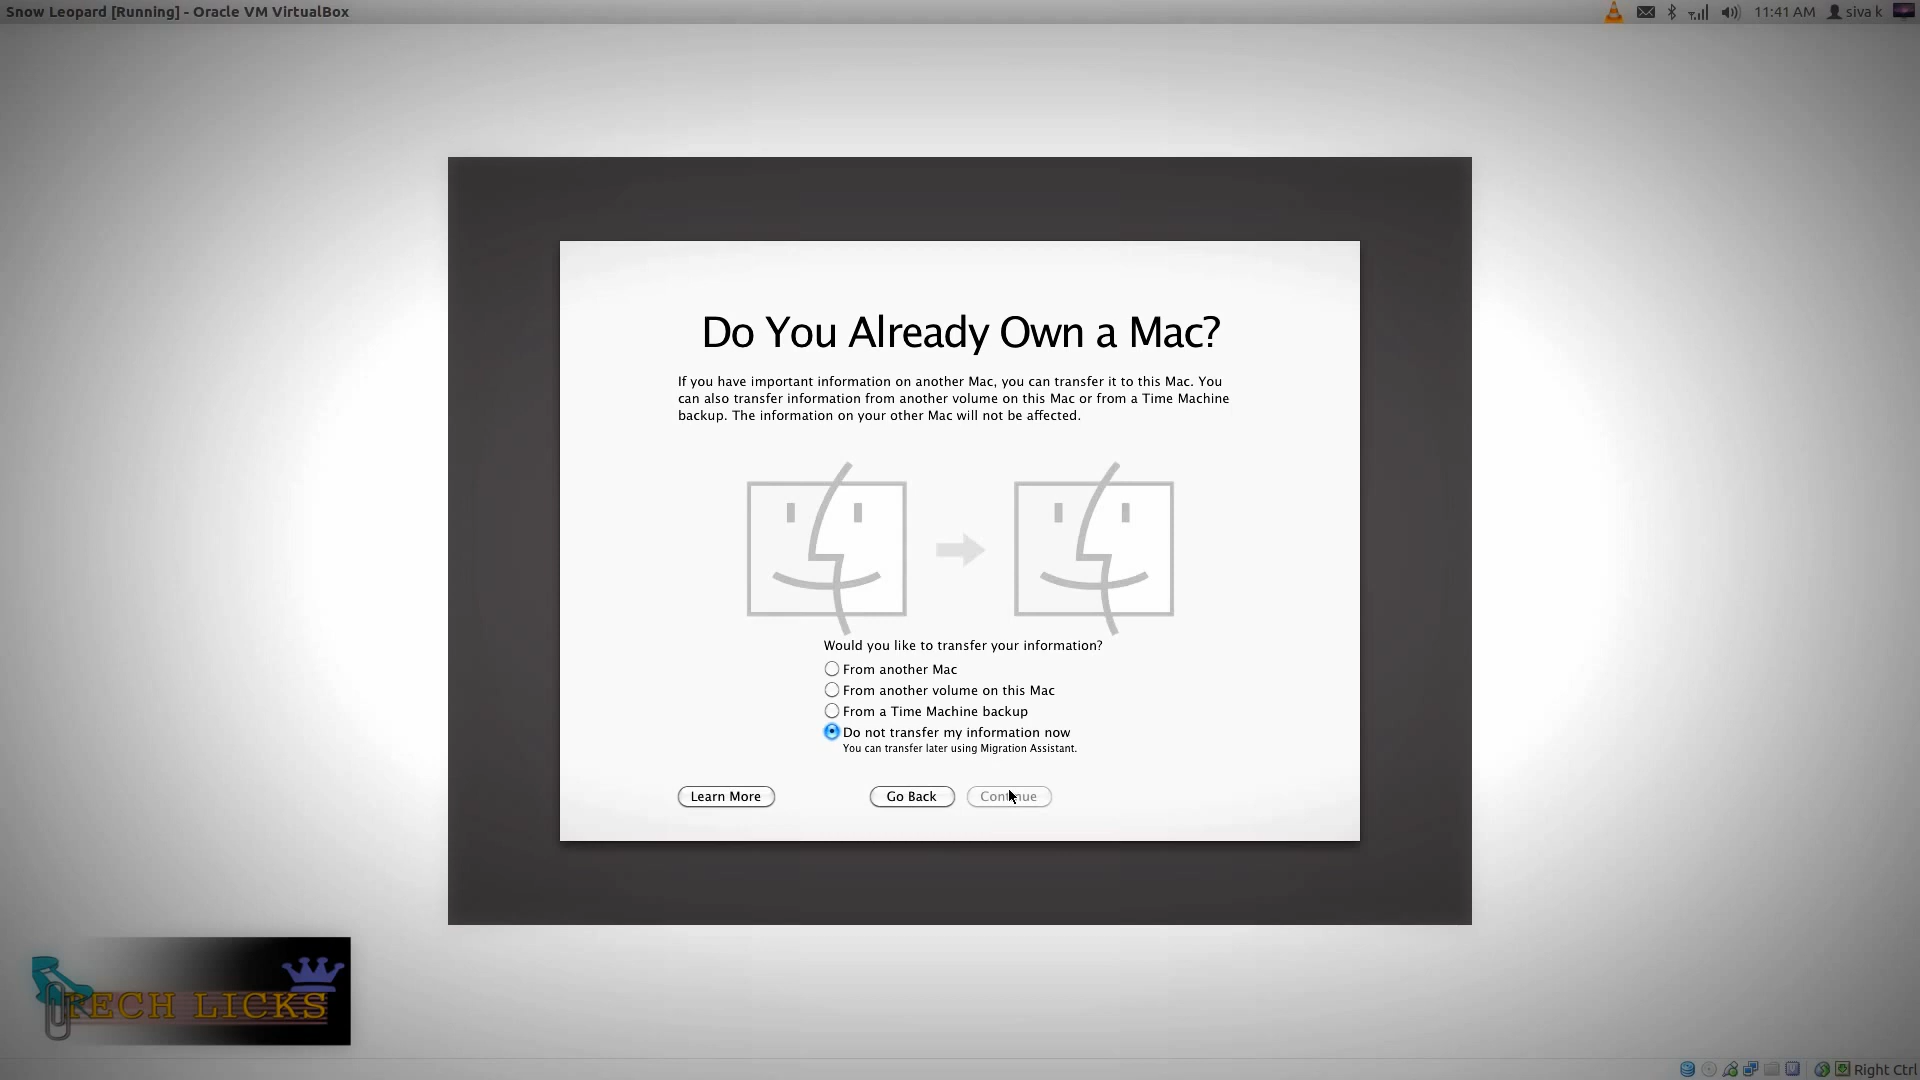 Snow Leopard [Running] - Oracle VM VirtualBox
11:41 AM siva k
Do You Already Own a Mac?
If you have important information on another Mac, you can transfer it to this Mac. You
can also transfer information from another volume on this Mac or from a Time Machine
backup. The information on your other Mac will not be affected.
Would you like to transfer your information?
From another Mac
From another volume on this Mac
From a Time Machine backup
Do not transfer my information now
You can transfer later using Migration Assistant.
Learn More
Go Back
Continue
TECH LICKS
Right Ctrl